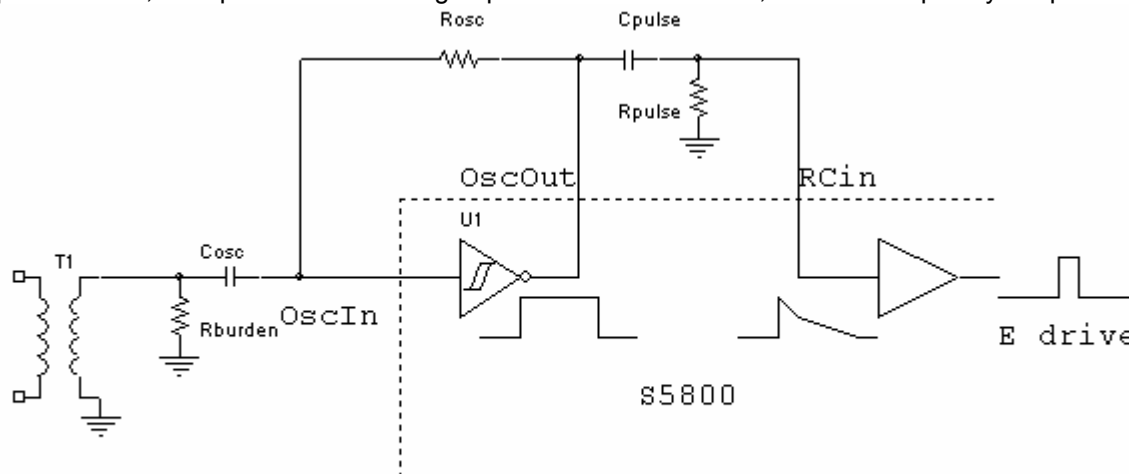 Rosc
Cpulse
Rpulse
OscOut
RCin
U1
T1
Cosc
OscIn
Rburden
E drive
S5800